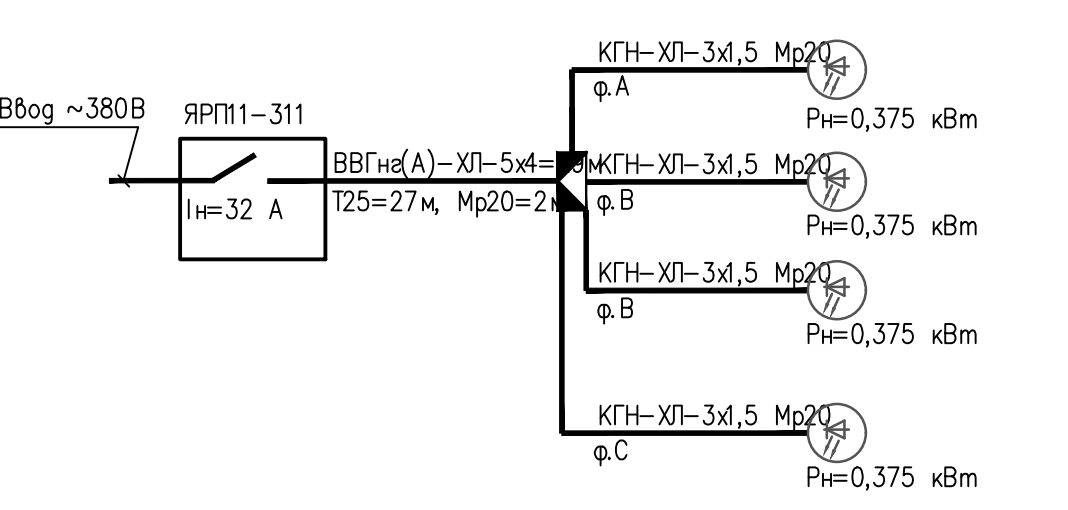 Ввод ~380В
ЯРП11-311
Iн=32 А
ВВГнг(А)-ХЛ-5х4= 9м
Т25=27м, Мр20=2м
КГН-ХЛ-3х1,5 Мр20
ф.А
Рн=0,375 кВт
КГН-ХЛ-3х1,5 Мр20
ф.В
Рн=0,375 кВт
КГН-ХЛ-3х1,5 Мр20
ф.В
Рн=0,375 кВт
КГН-ХЛ-3х1,5 Мр20
ф.С
Рн=0,375 кВт